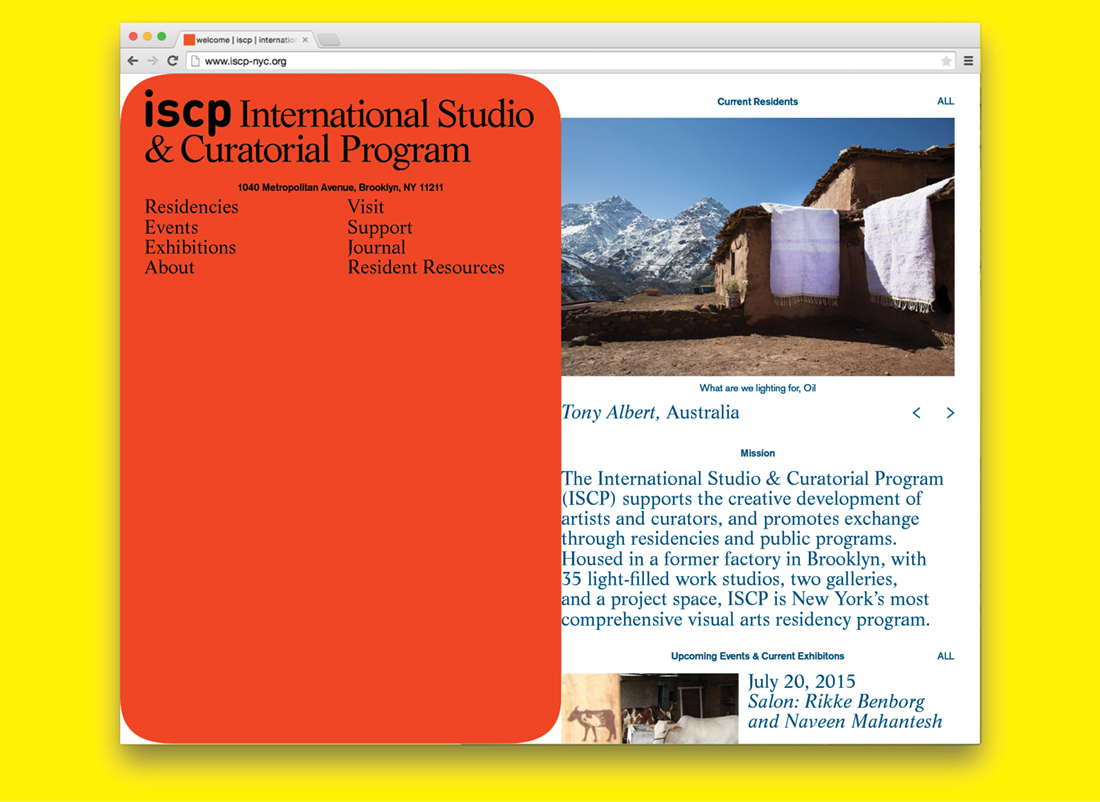 welcome | iscp | internatio
www.iscp-nyc.org
iscp International Studio
& Curatorial Program
1040 Metropolitan Avenue, Brooklyn, NY 11211
Residencies
Events
Exhibitions
About
Visit
Support
Journal
Resident Resources
Current Residents
ALL
What are we lighting for, Oil
Tony Albert, Australia
Mission
The International Studio & Curatorial Program
(ISCP) supports the creative development of
artists and curators, and promotes exchange
through residencies and public programs.
Housed in a former factory in Brooklyn, with
35 light-filled work studios, two galleries,
and a project space, ISCP is New York's most
comprehensive visual arts residency program.
Upcoming Events & Current Exhibitons
ALL
July 20, 2015
Salon: Rikke Benborg
and Naveen Mahantesh